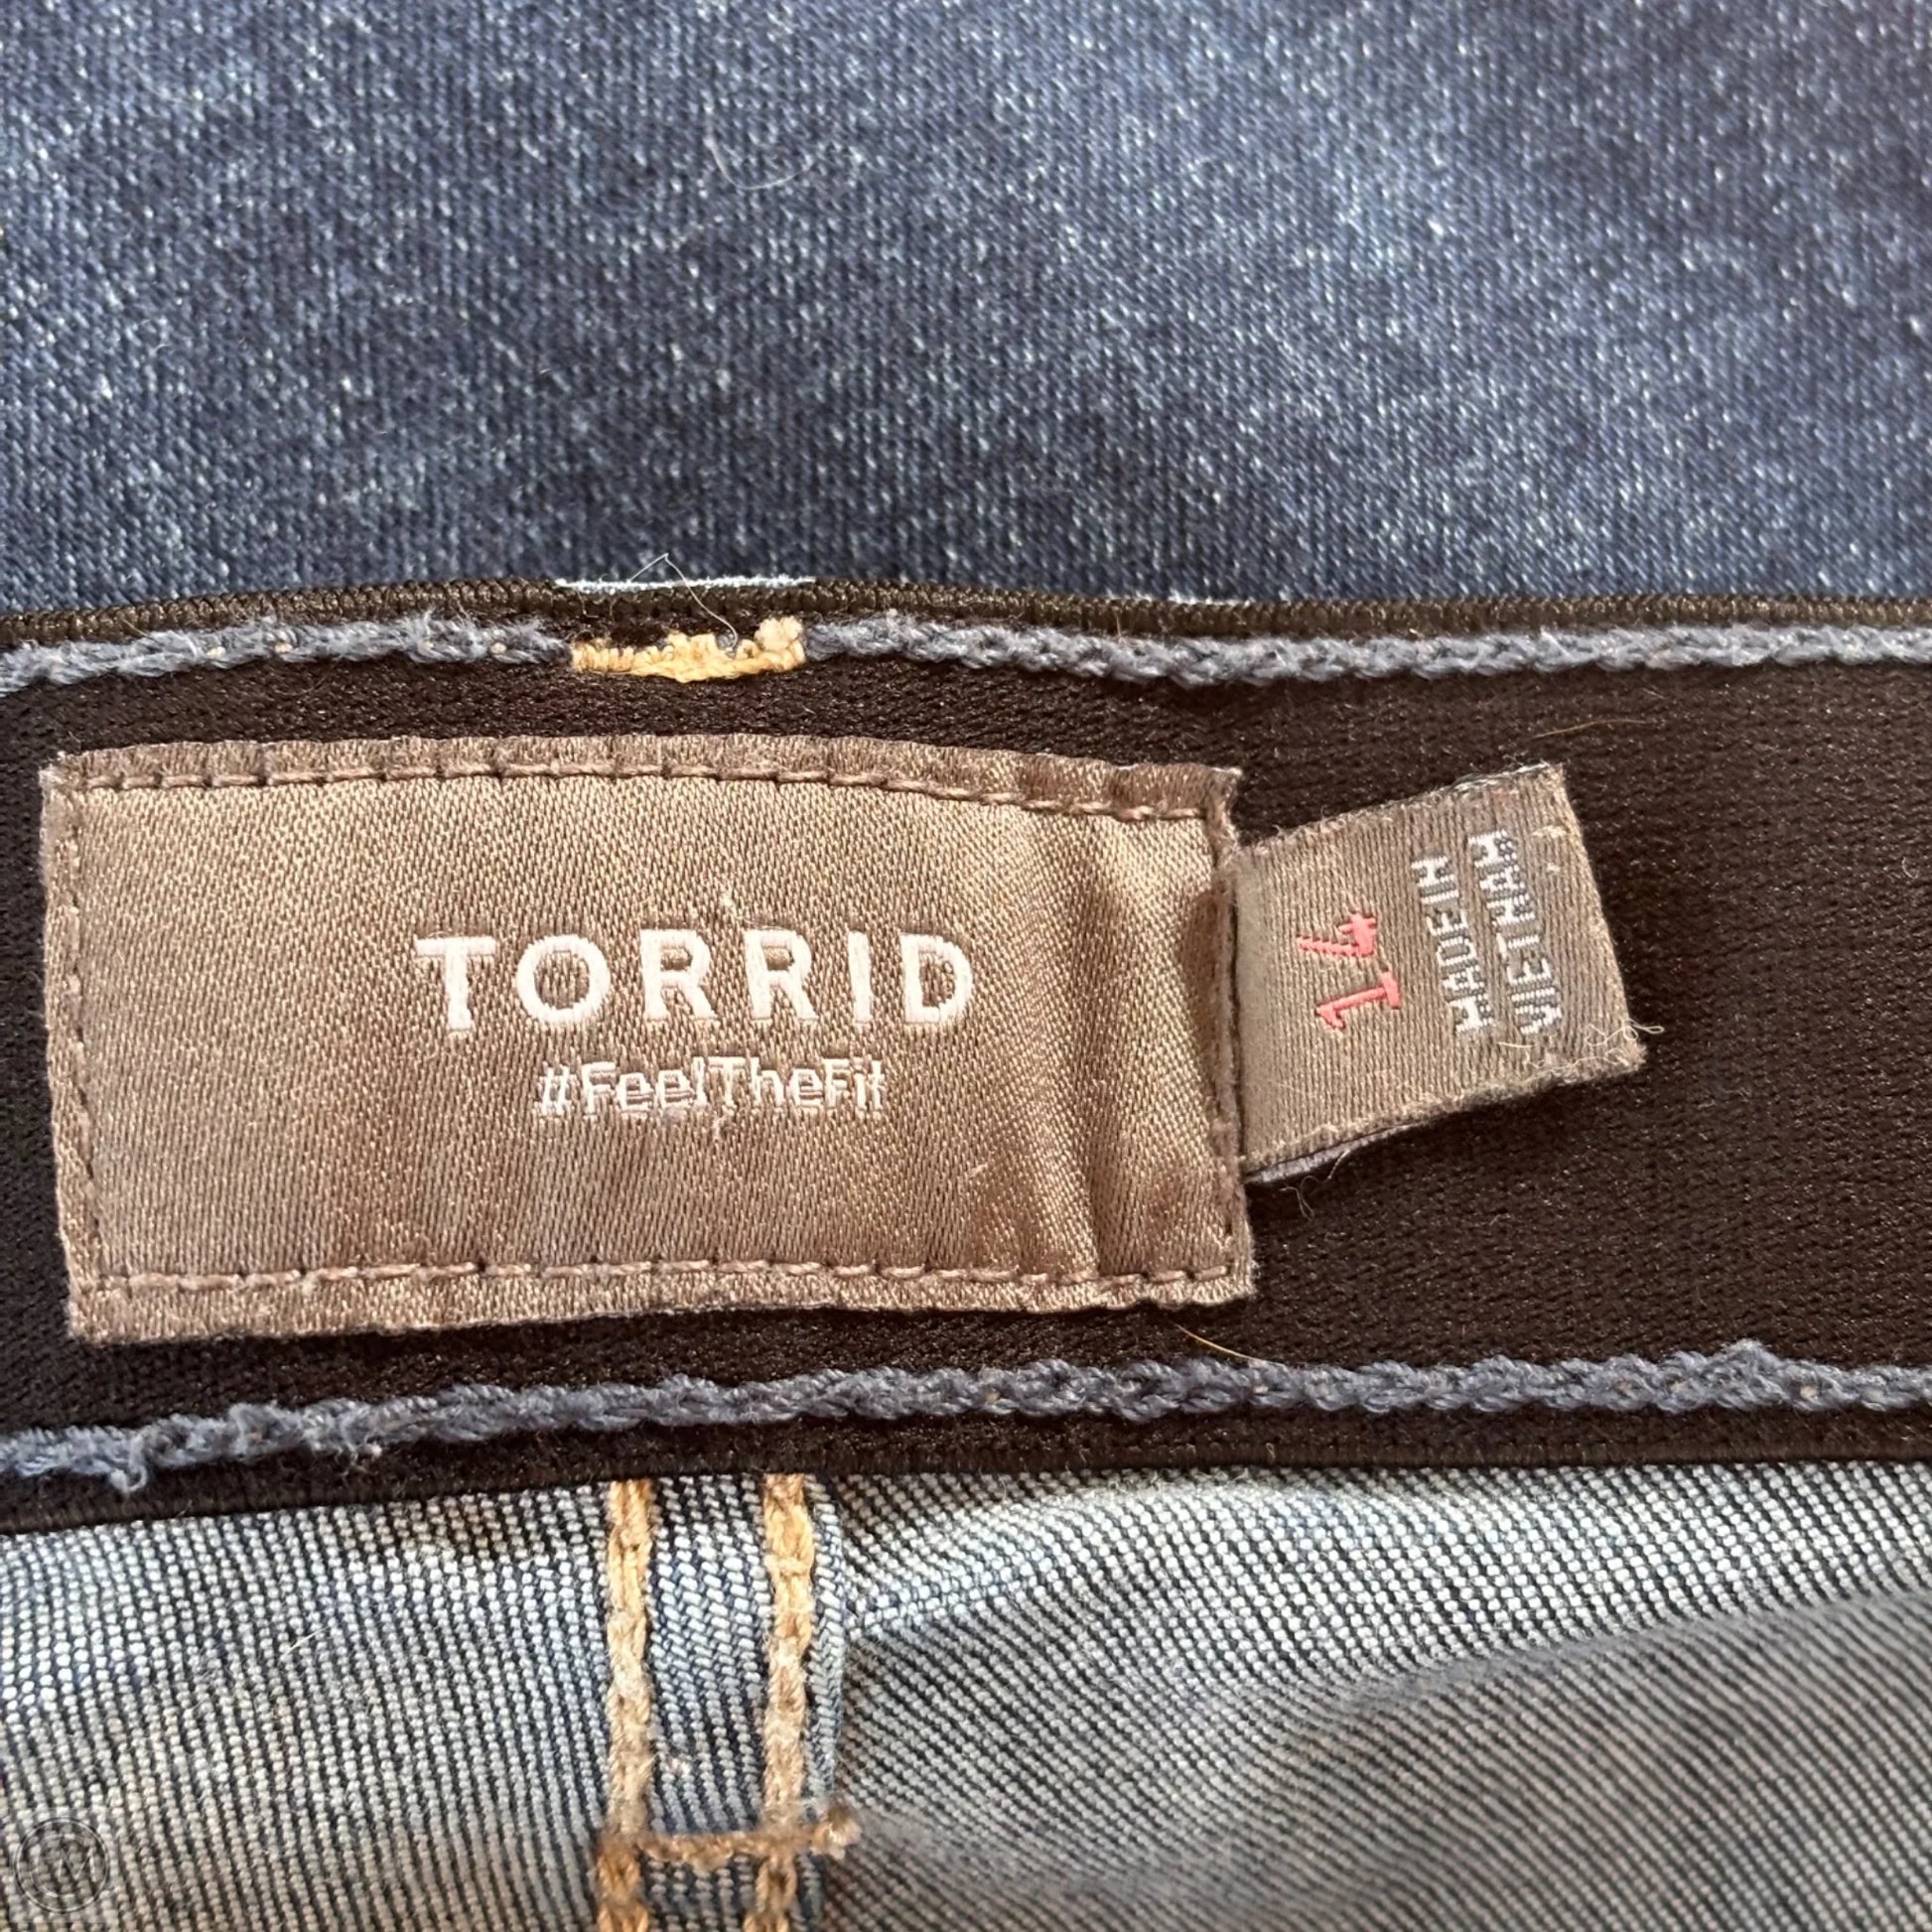 TORRID
#FeelTheFit
14
MADE IN
VIETNAM